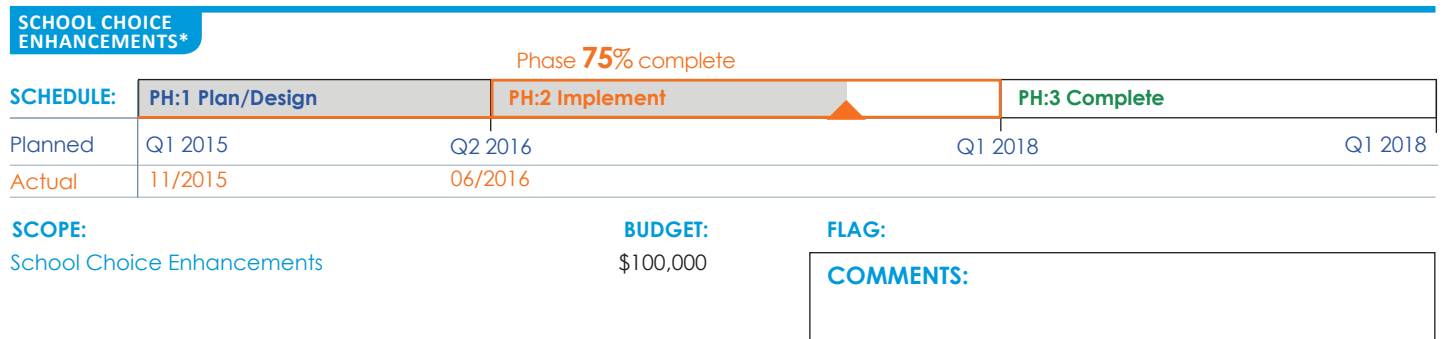 SCHOOL CHOICE
ENHANCEMENTS*
Phase 75% complete
SCHEDULE: PH:1 Plan/Design PH:2 Implement PH:3 Complete
Planned Q1 2015 Q2 2016 Q1 2018 Q1 2018
Actual 11/2015 06/2016
SCOPE: BUDGET: FLAG:
School Choice Enhancements $100,000
COMMENTS: